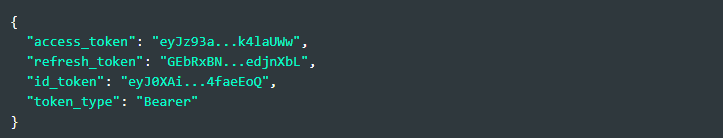 {
"access_token": "eyJz93a...k4laUWw",
"refresh_token": "GEbRxBN...edjnXbL",
"id_token": "eyJ0XAi...4faeEoQ",
"token_type": "Bearer"
}